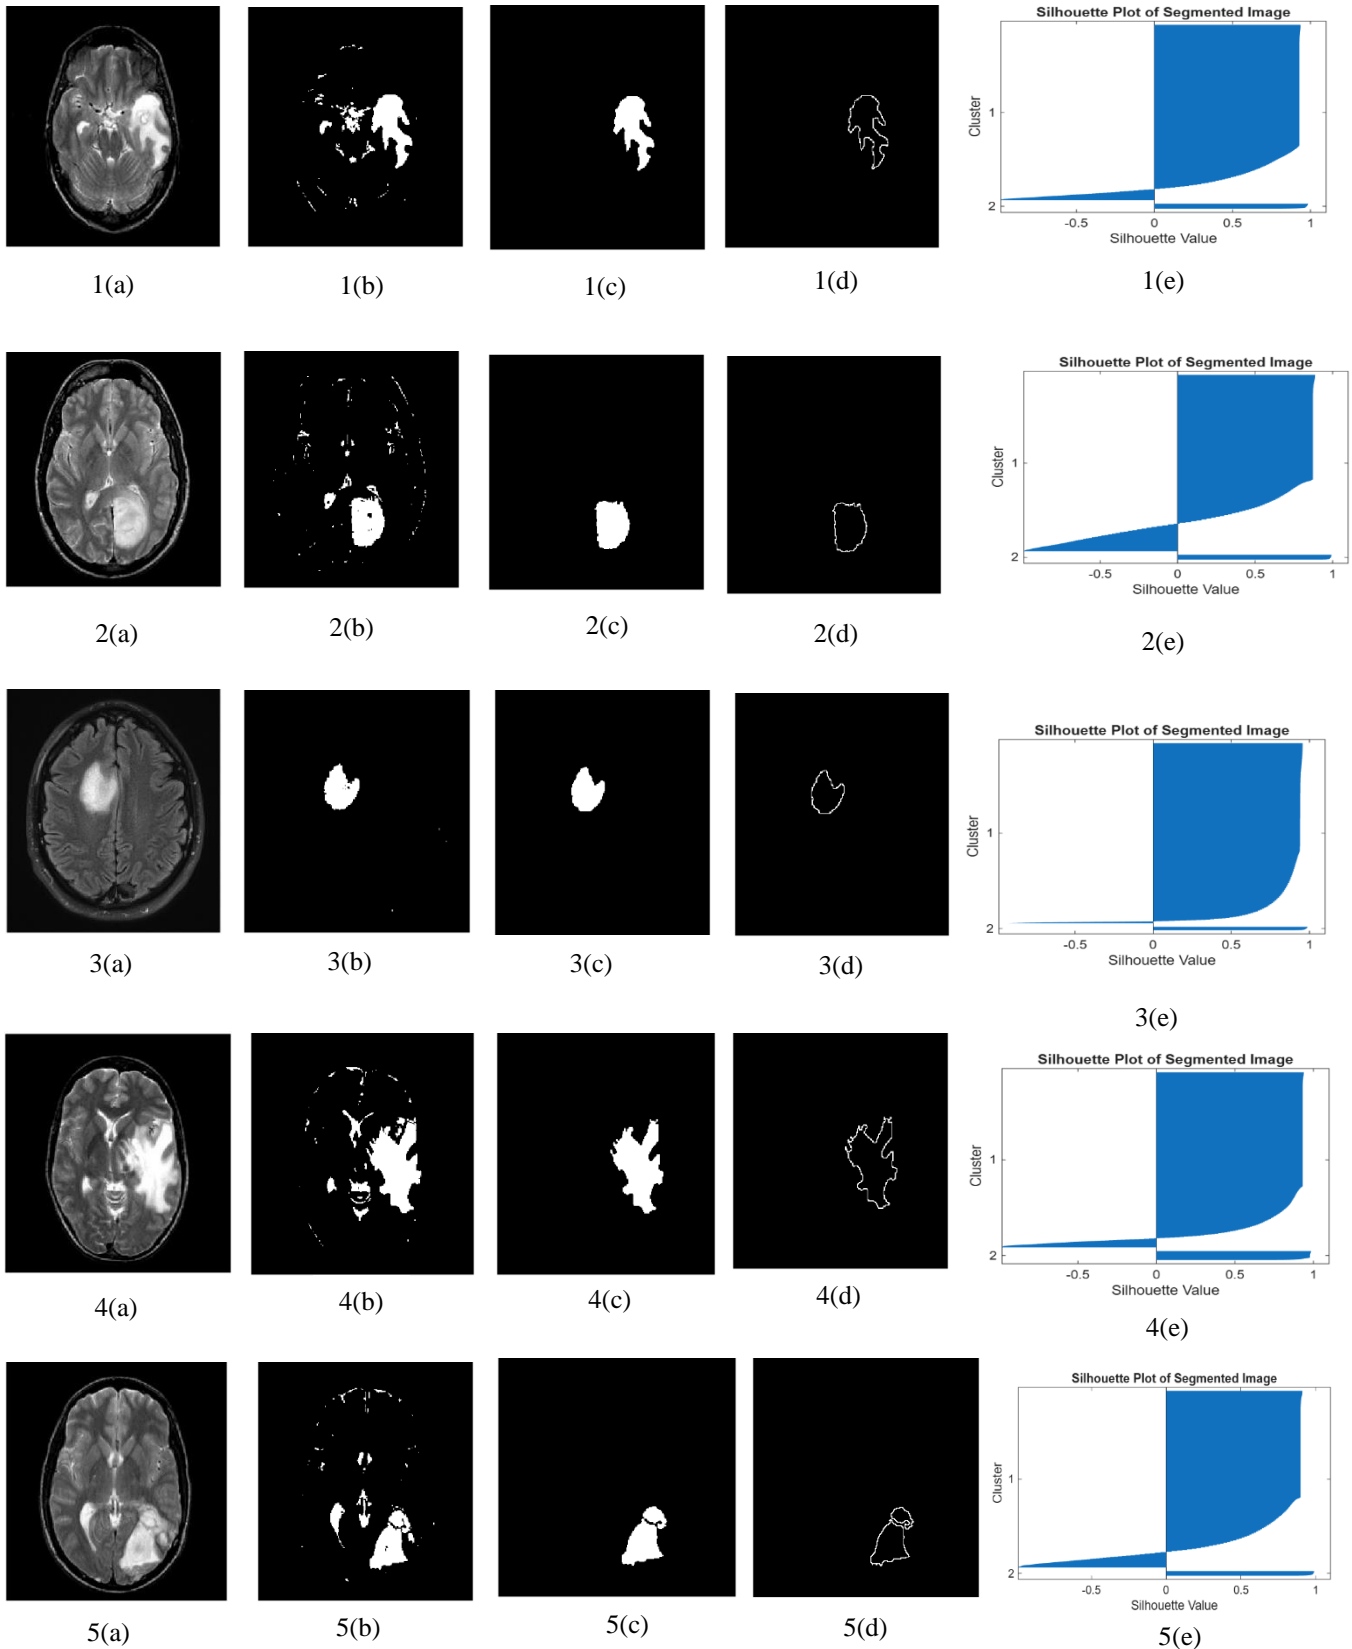 Silhouette Plot of Segmented Image
Cluster
1
2
-0.5 0 0.5 1
Silhouette Value
1(a) 1(b) 1(c) 1(d) 1(e)
Silhouette Plot of Segmented Image
Cluster
1
2
-0.5 0 0.5 1
Silhouette Value
2(a) 2(b) 2(c) 2(d) 2(e)
Silhouette Plot of Segmented Image
Cluster
1
2
-0.5 0 0.5 1
Silhouette Value
3(a) 3(b) 3(c) 3(d) 3(e)
Silhouette Plot of Segmented Image
Cluster
1
2
-0.5 0 0.5 1
Silhouette Value
4(a) 4(b) 4(c) 4(d) 4(e)
Silhouette Plot of Segmented Image
Cluster
1
2
-0.5 0 0.5 1
Silhouette Value
5(a) 5(b) 5(c) 5(d) 5(e)